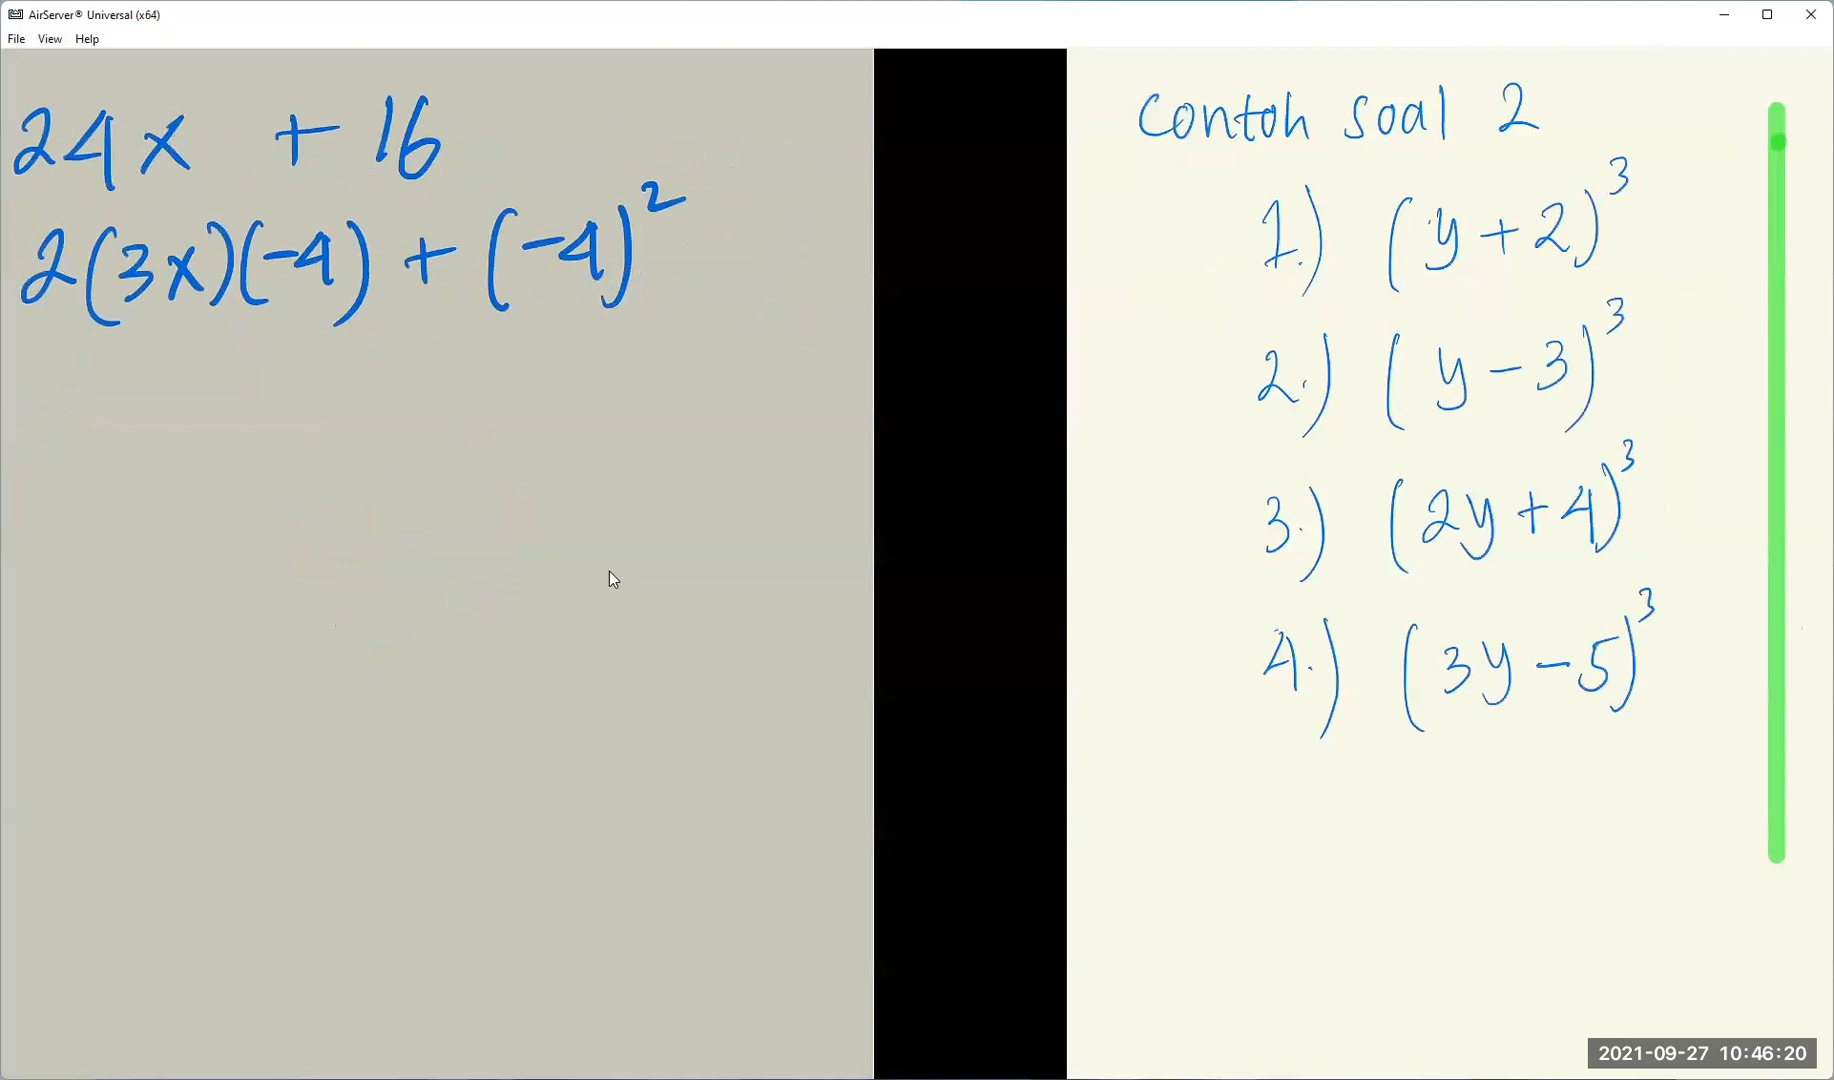 AirServer® Universal (x64)
File View Help
24x + 16
2(3x)(-4) + (-4)²
Contoh soal 2
1.) (y+2)³
2.) (y-3)³
3.) (2y+4)³
4.) (3y-5)³
2021-09-27 10:46:20